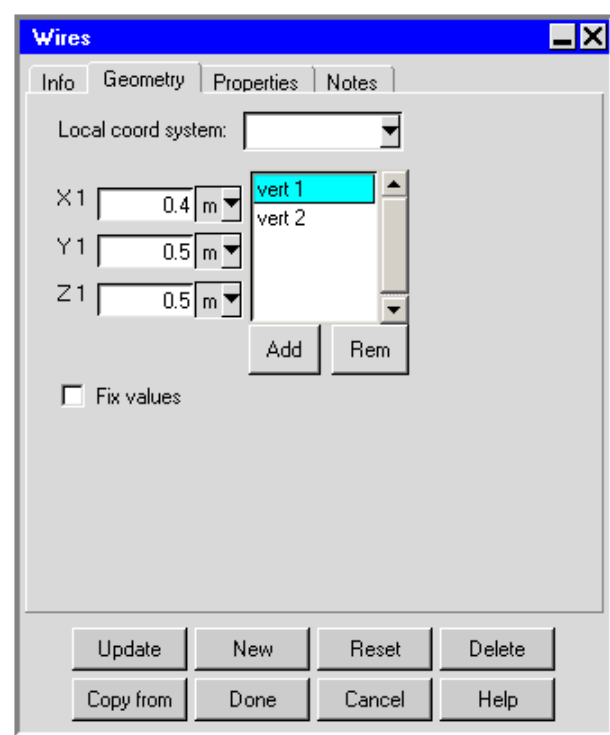 Wires
Info Geometry Properties Notes
Local coord system:
X1 0.4 m vert 1
vert 2
Y1 0.5 m
Z1 0.5 m
Add Rem
Fix values
Update New Reset Delete
Copy from Done Cancel Help